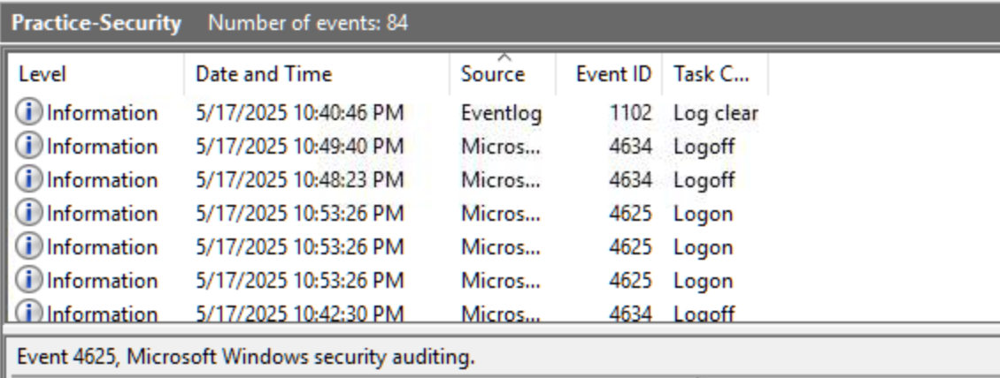 Practice-Security Number of events: 84
Level Date and Time Source Event ID Task C...
Information 5/17/2025 10:40:46 PM Eventlog 1102 Log clear
Information 5/17/2025 10:49:40 PM Micros... 4634 Logoff
Information 5/17/2025 10:48:23 PM Micros... 4634 Logoff
Information 5/17/2025 10:53:26 PM Micros... 4625 Logon
Information 5/17/2025 10:53:26 PM Micros... 4625 Logon
Information 5/17/2025 10:53:26 PM Micros... 4625 Logon
Information 5/17/2025 10:42:30 PM Micros... 4634 Logoff
Event 4625, Microsoft Windows security auditing.